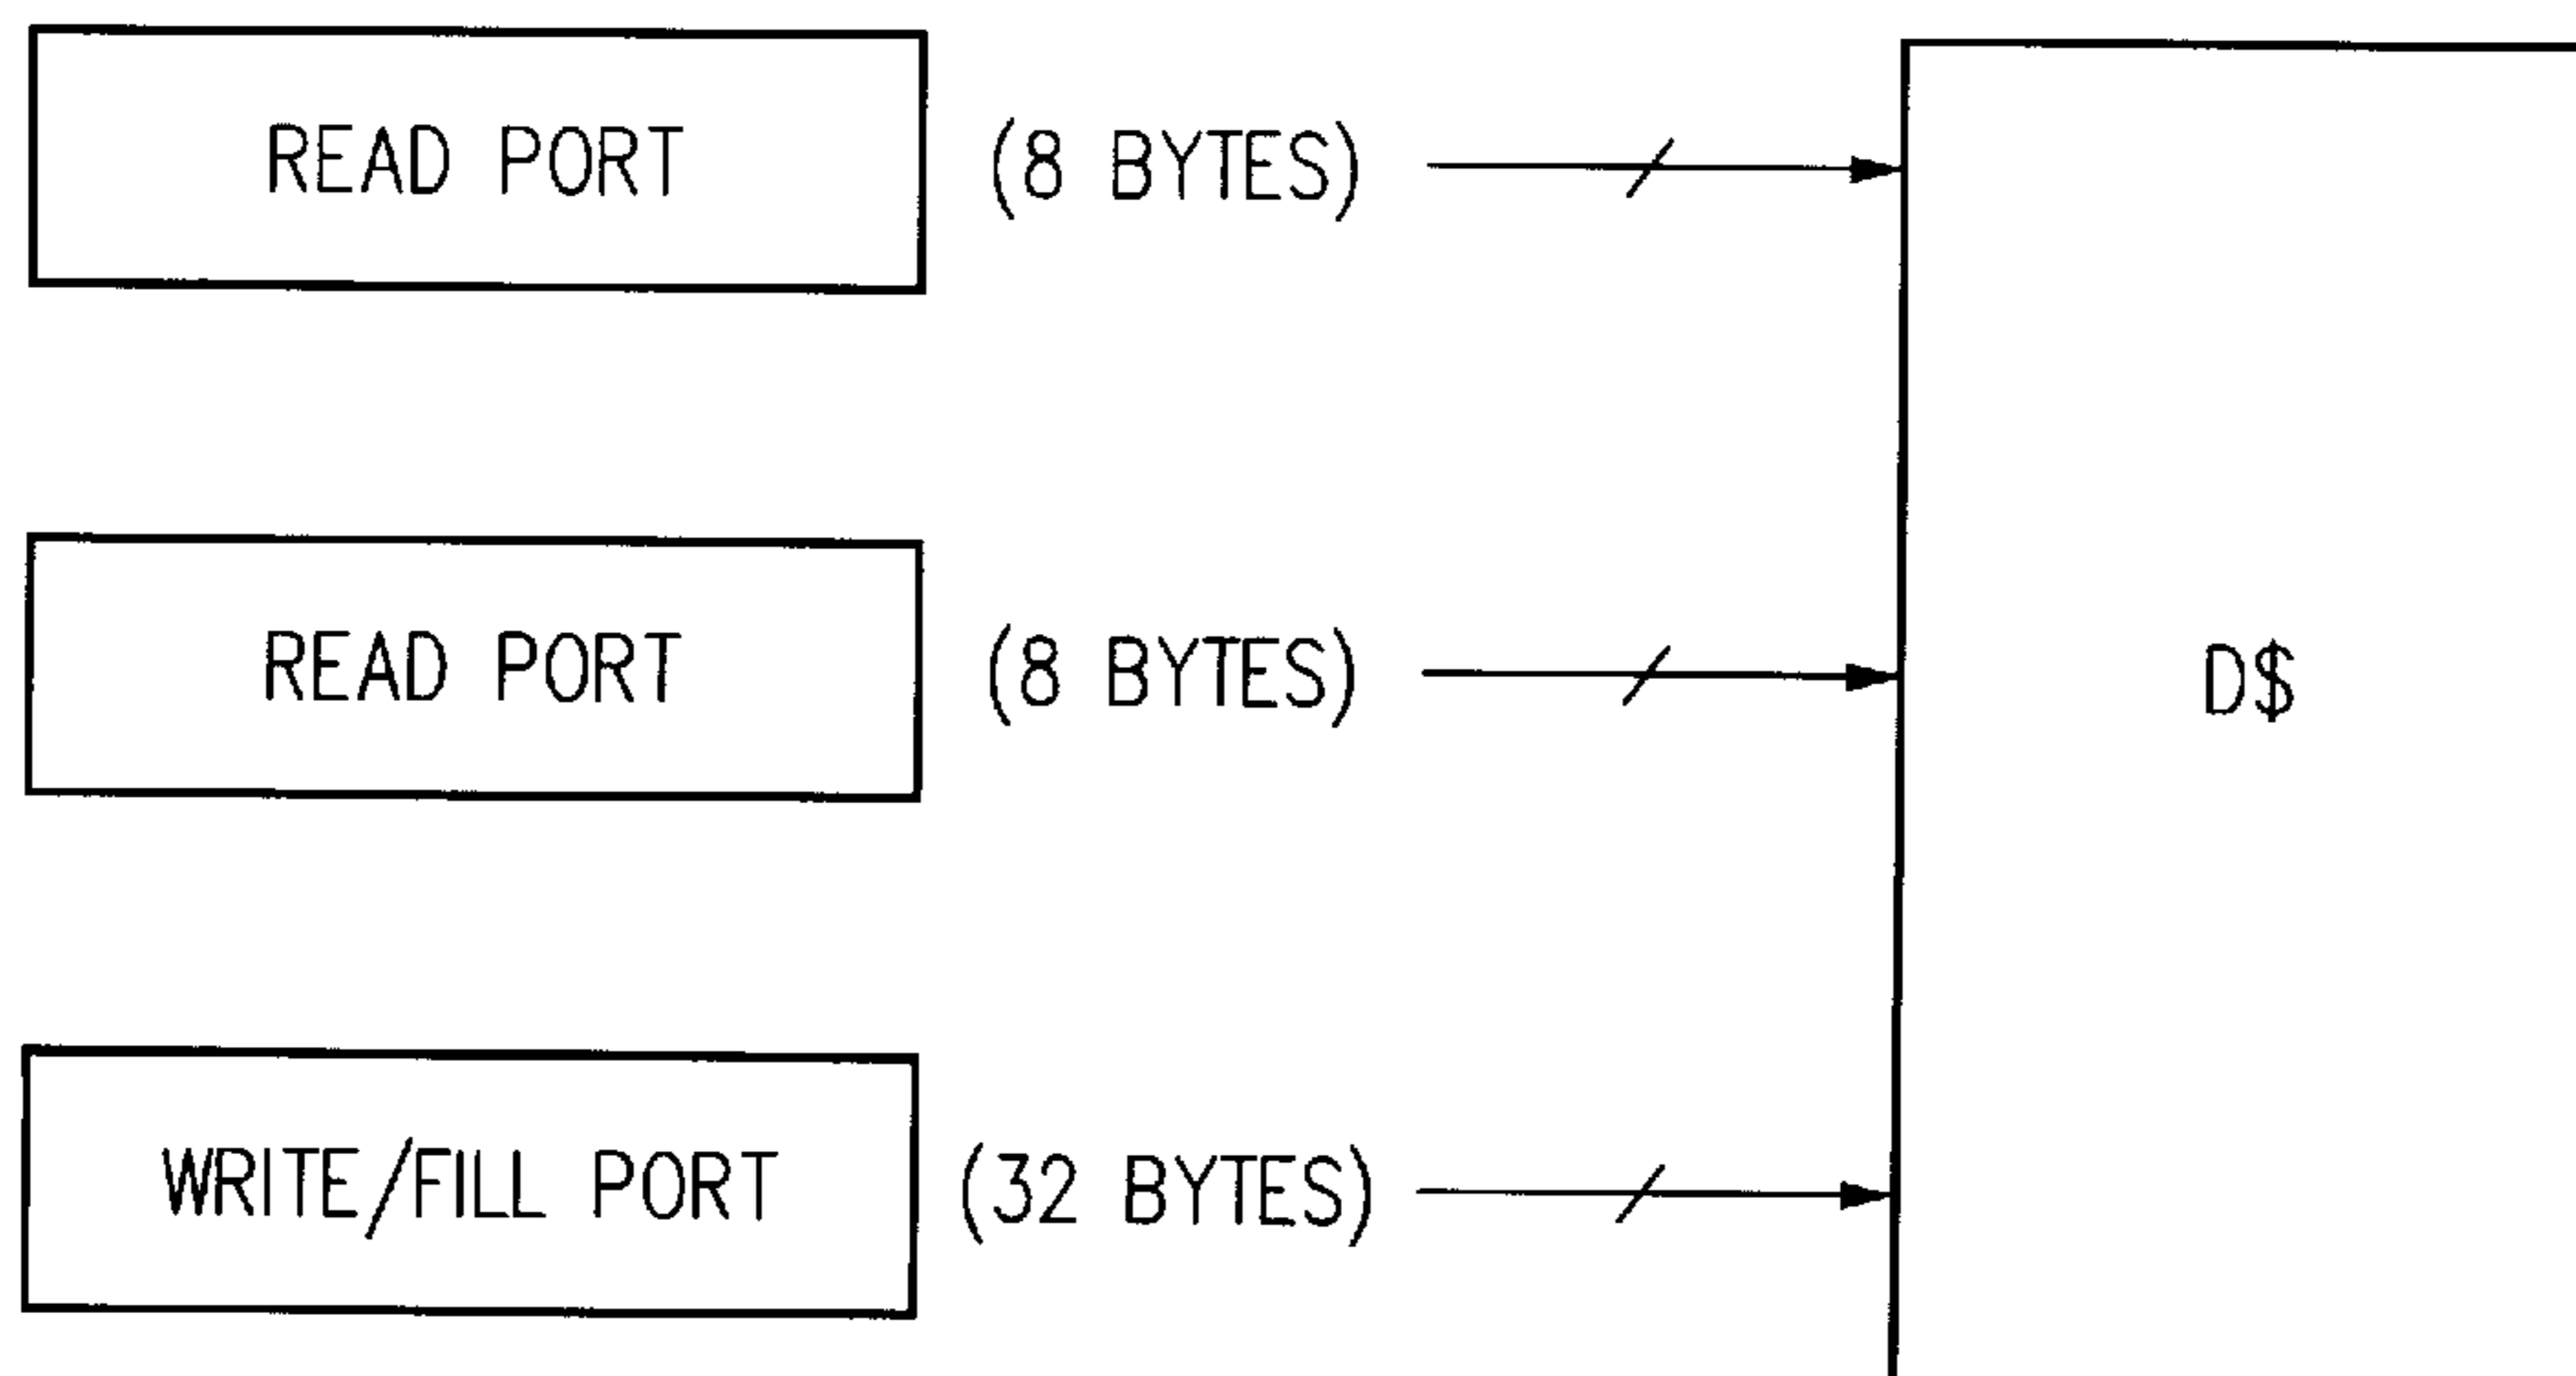 READ PORT (8 BYTES)
READ PORT (8 BYTES)
D$
WRITE/FILL PORT (32 BYTES)